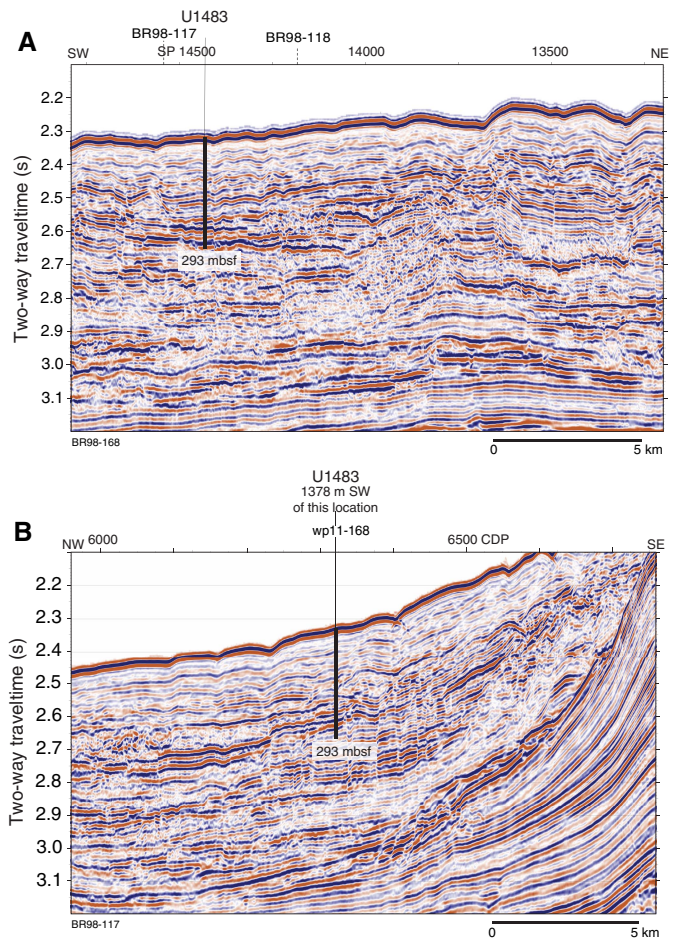 U1483
BR98-117
BR98-118
A
SW
SP 14500
14000
13500
NE
2.2
2.3
2.4
2.5
2.6
2.7
2.8
2.9
3.0
3.1
Two-way traveltime (s)
293 mbsf
BR98-168
0
5 km
U1483
1378 m SW
of this location
B
wp11-168
NW
6000
6500 CDP
SE
2.2
2.3
2.4
2.5
2.6
2.7
2.8
2.9
3.0
3.1
Two-way traveltime (s)
293 mbsf
BR98-117
0
5 km